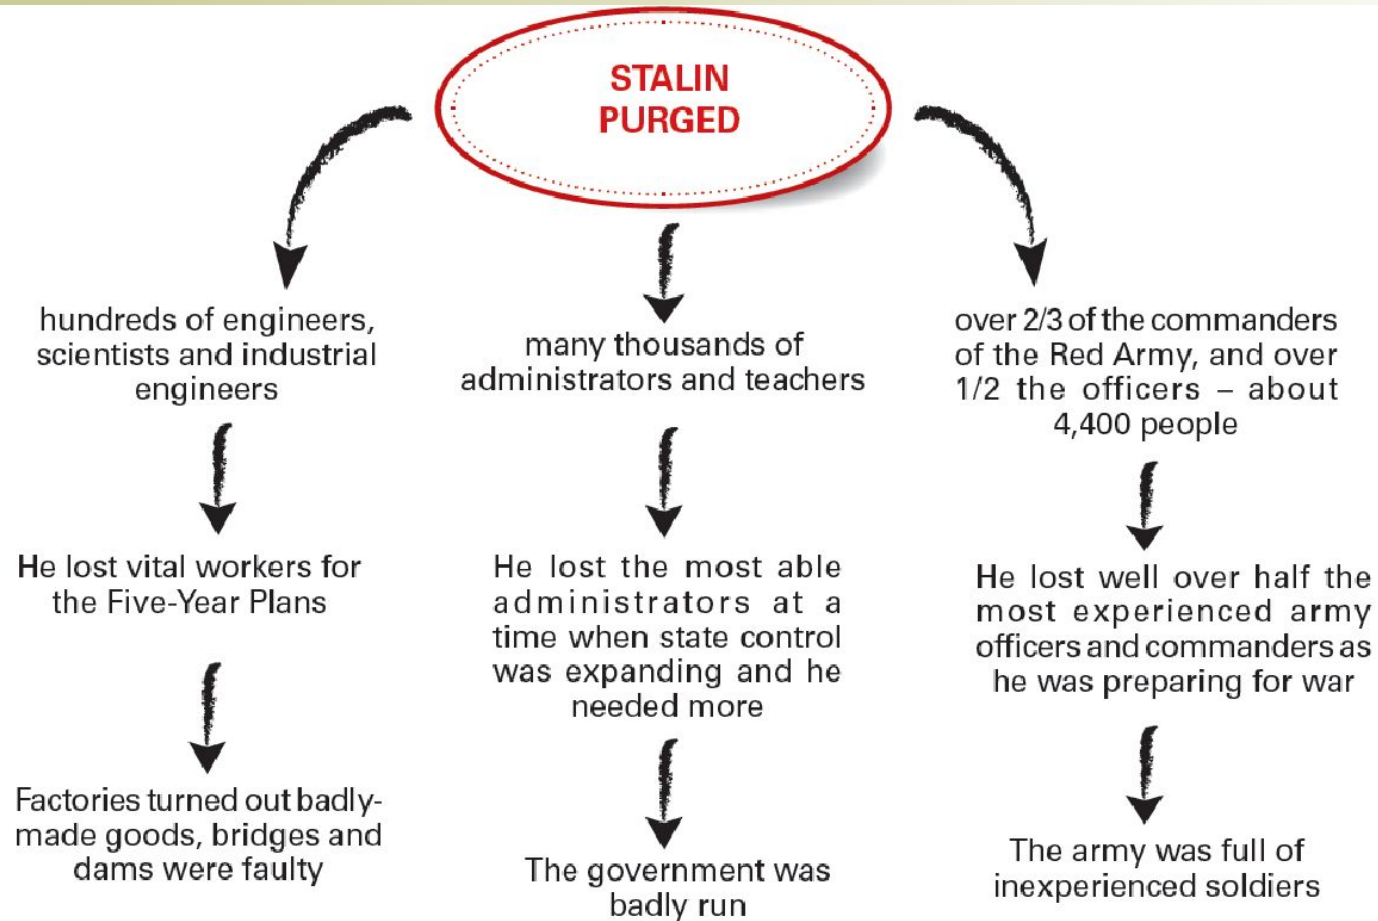 STALIN
PURGED
hundreds of engineers,
scientists and industrial
engineers
He lost vital workers for
the Five-Year Plans
Factories turned out badly-
made goods, bridges and
dams were faulty
many thousands of
administrators and teachers
He lost the most able
administrators at a
time when state control
was expanding and he
needed more
The government was
badly run
over 2/3 of the commanders
of the Red Army, and over
1/2 the officers – about
4,400 people
He lost well over half the
most experienced army
officers and commanders as
he was preparing for war
The army was full of
inexperienced soldiers